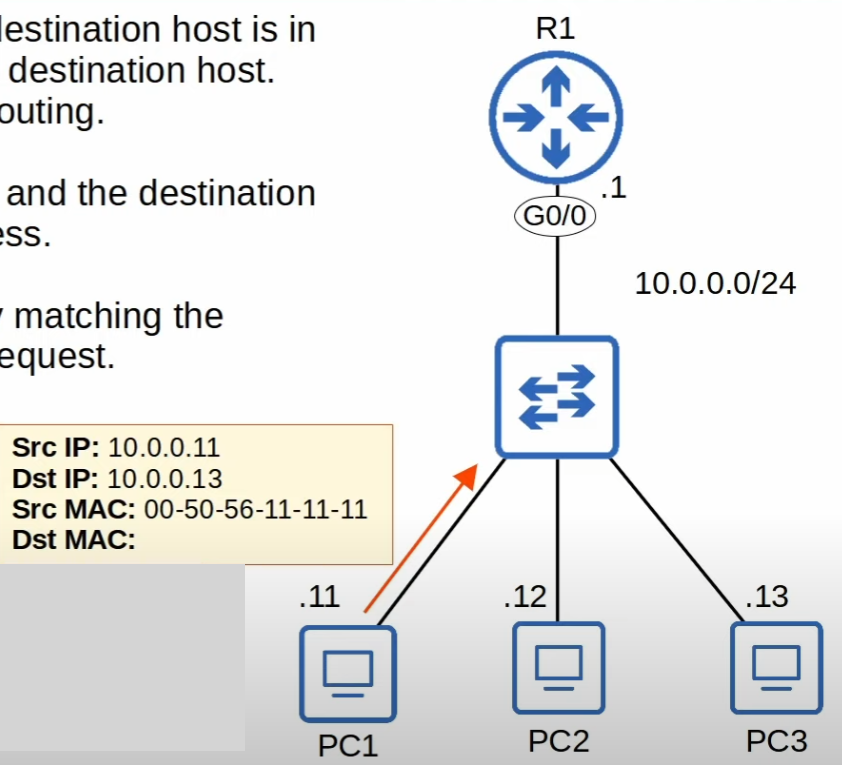 destination host is in
destination host.
outing.
and the destination
ess.
matching the
equest.
R1
.1
G0/0
10.0.0.0/24
Src IP: 10.0.0.11
Dst IP: 10.0.0.13
Src MAC: 00-50-56-11-11-11
Dst MAC:
.11
.12
.13
PC1
PC2
PC3